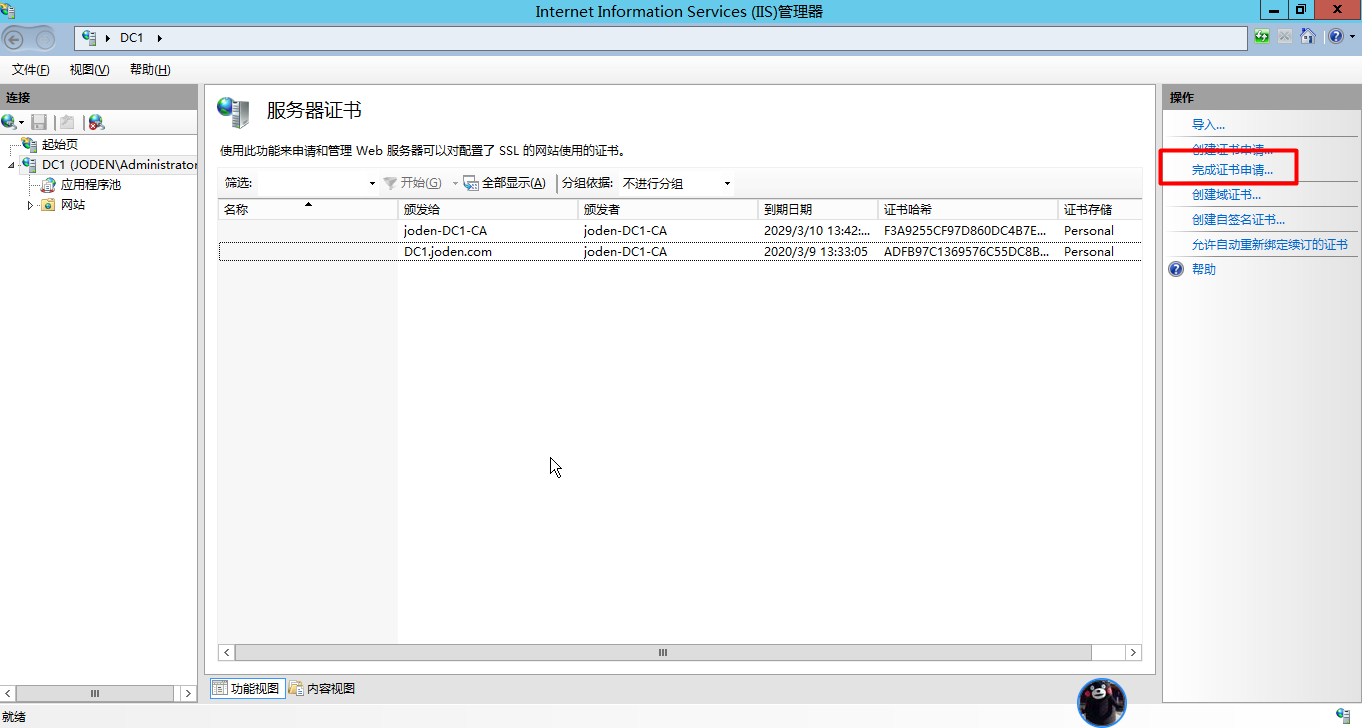 Internet Information Services (IIS)管理器
DC1
文件(F) 视图(V) 帮助(H)
连接
起始页
DC1 (JODEN\Administrator
应用程序池
网站
服务器证书
使用此功能来申请和管理 Web 服务器可以对配置了 SSL 的网站使用的证书。
筛选: 开始(G) 全部显示(A) 分组依据: 不进行分组
名称 颁发给 颁发者 到期日期 证书哈希 证书存储
joden-DC1-CA joden-DC1-CA 2029/3/10 13:42:... F3A9255CF97D860DC4B7E... Personal
DC1.joden.com joden-DC1-CA 2020/3/9 13:33:05 ADFB97C1369576C55DC8B... Personal
功能视图 内容视图
操作
导入...
创建证书申请...
完成证书申请...
创建域证书...
创建自签名证书...
允许自动重新绑定续订的证书
帮助
就绪